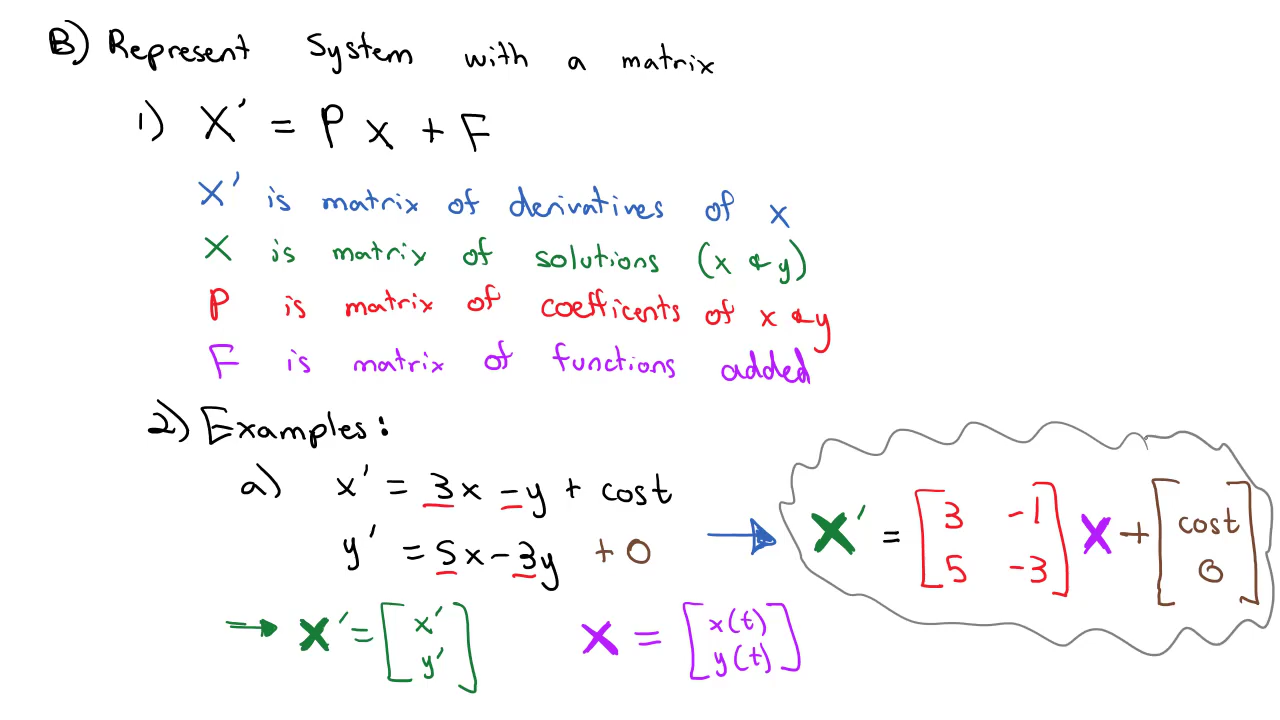 B) Represent System with a matrix
1) X' = P X + F
X' is matrix of derivatives of x
X is matrix of solutions (x & y)
P is matrix of coefficents of x & y
F is matrix of functions added
2) Examples:
a) x' = 3x - y + cost
y' = 5x - 3y + 0
→ X' = [3 -1
5 -3] X + [cost
0]
→ X' = [x'
y'] X = [x(t)
y(t)]